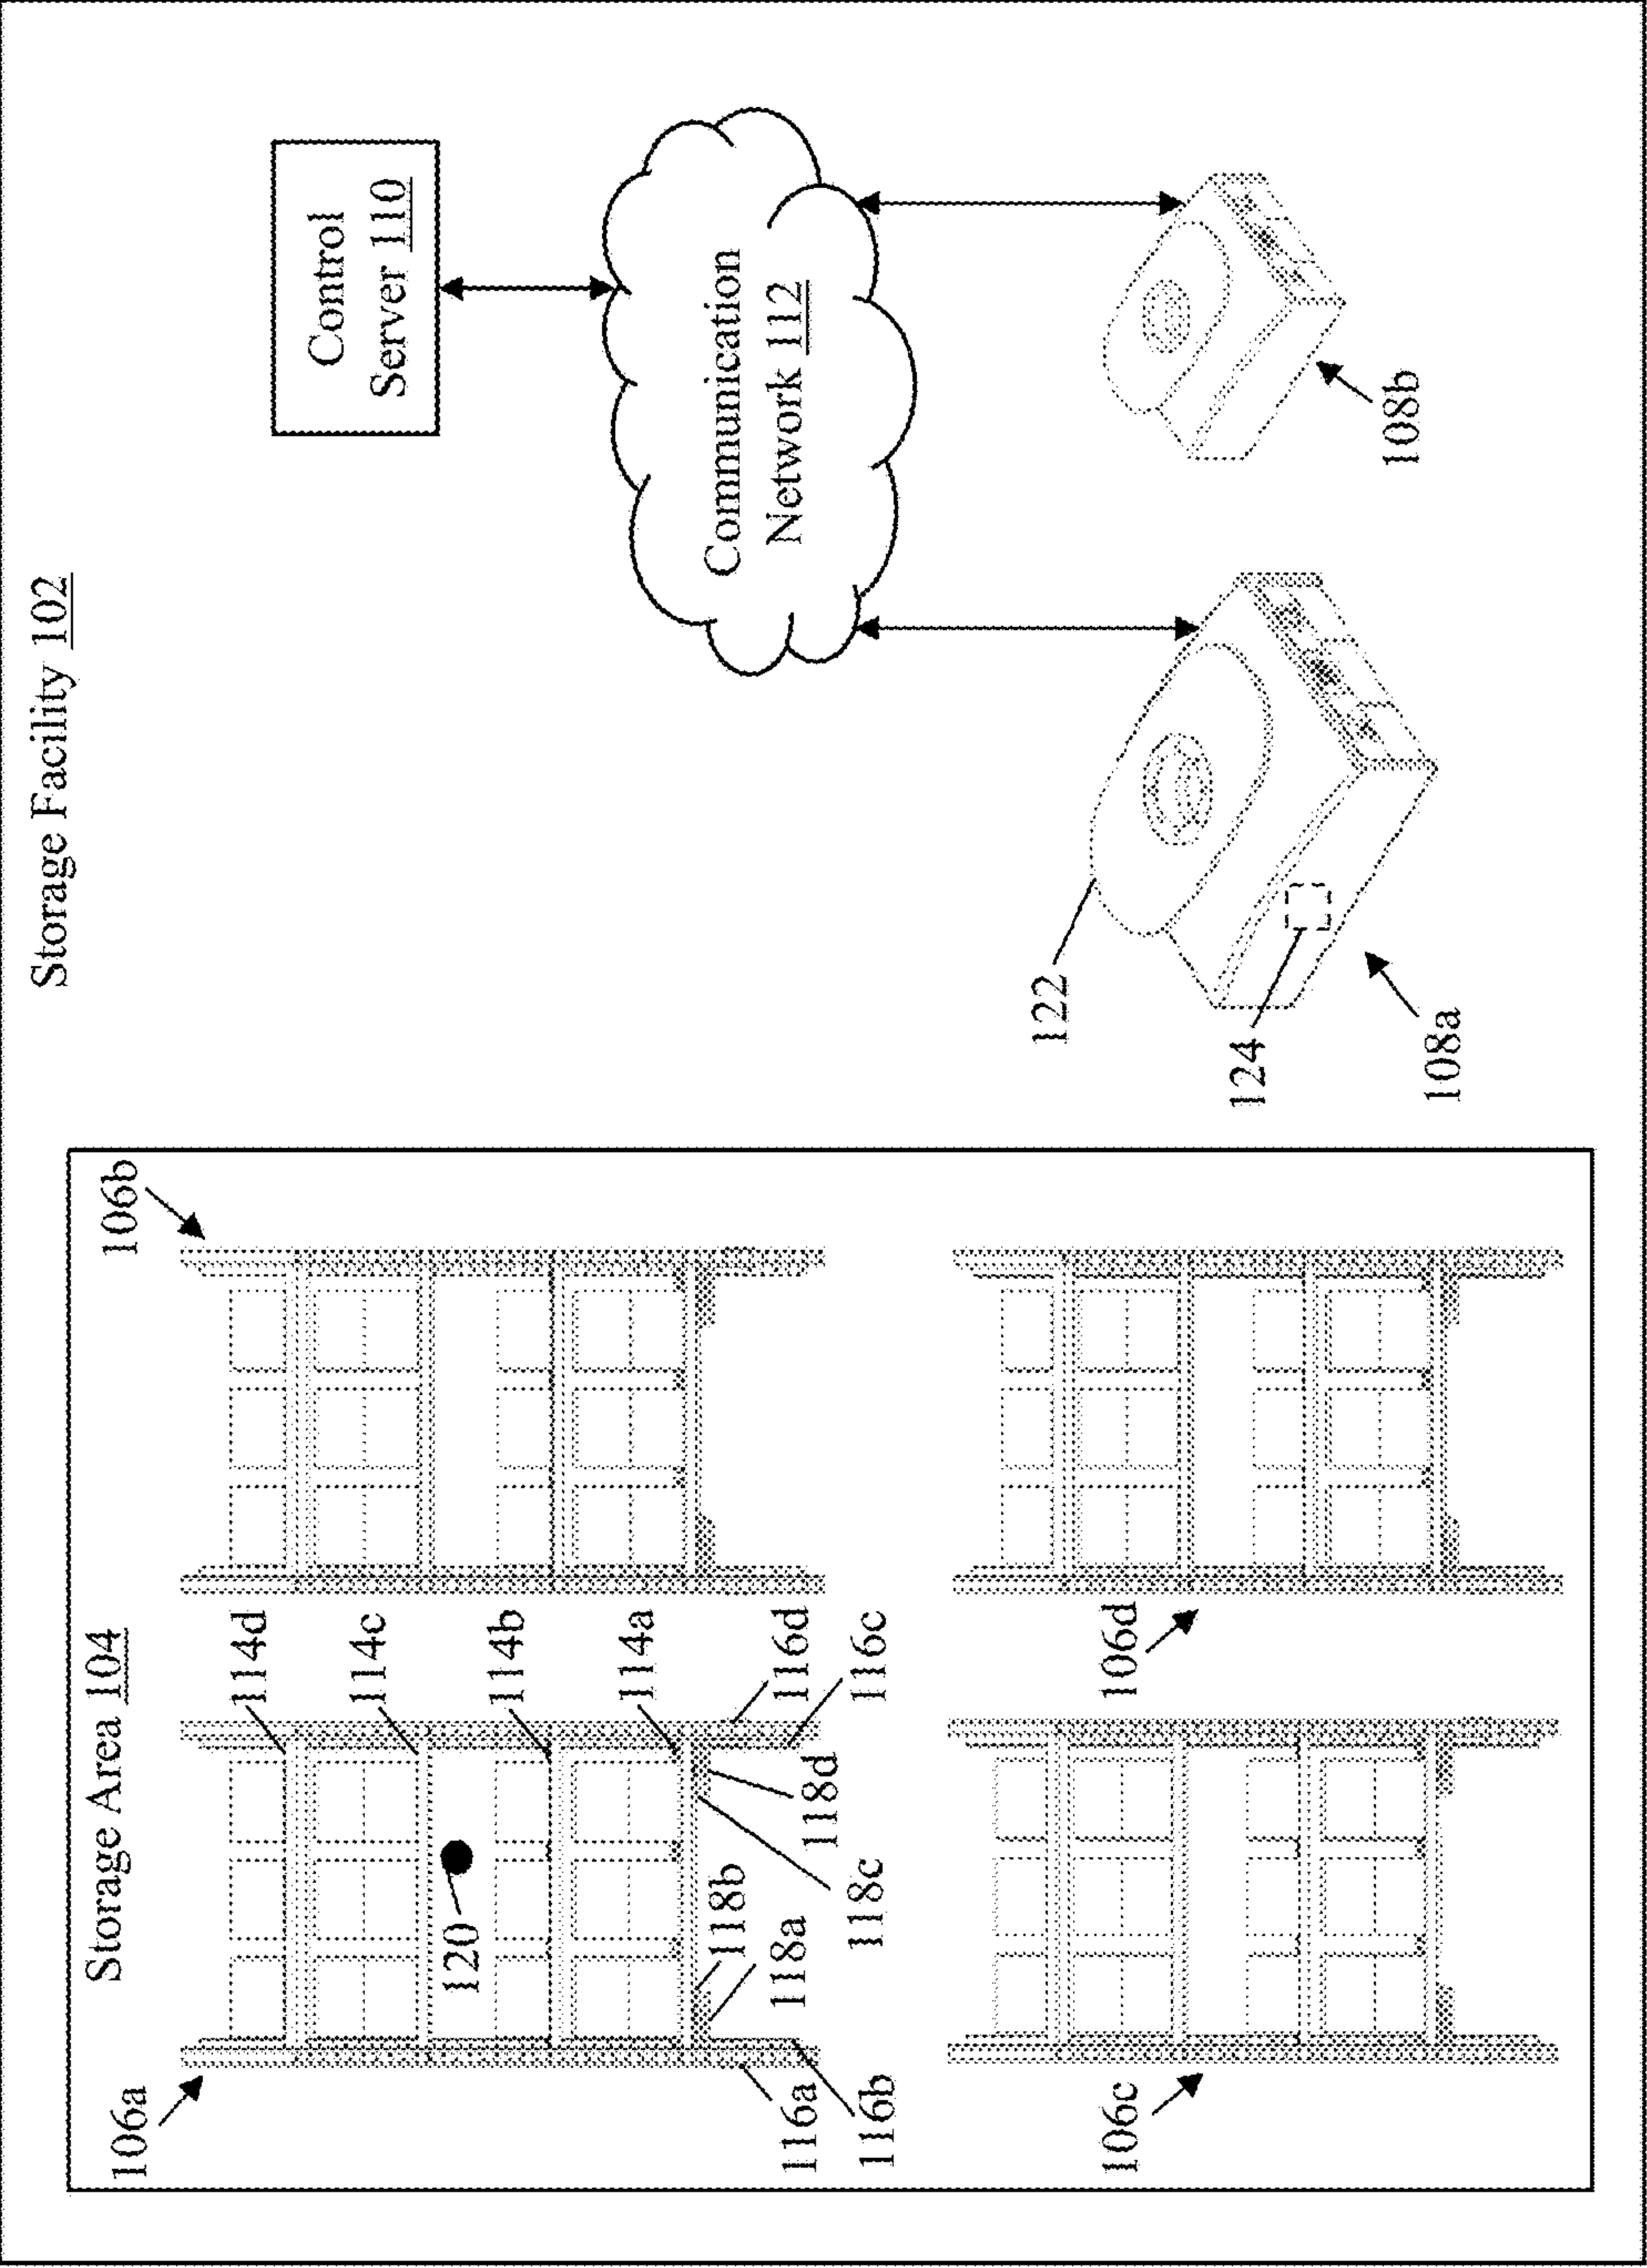 Storage Facility 102
Storage Area 104
106a
106b
114d
114c
114b
114a
116d
116c
120
118b
118a
118d
118c
116a
116b
106c
106d
Control
Server 110
Communication
Network 112
122
124
108a
108b